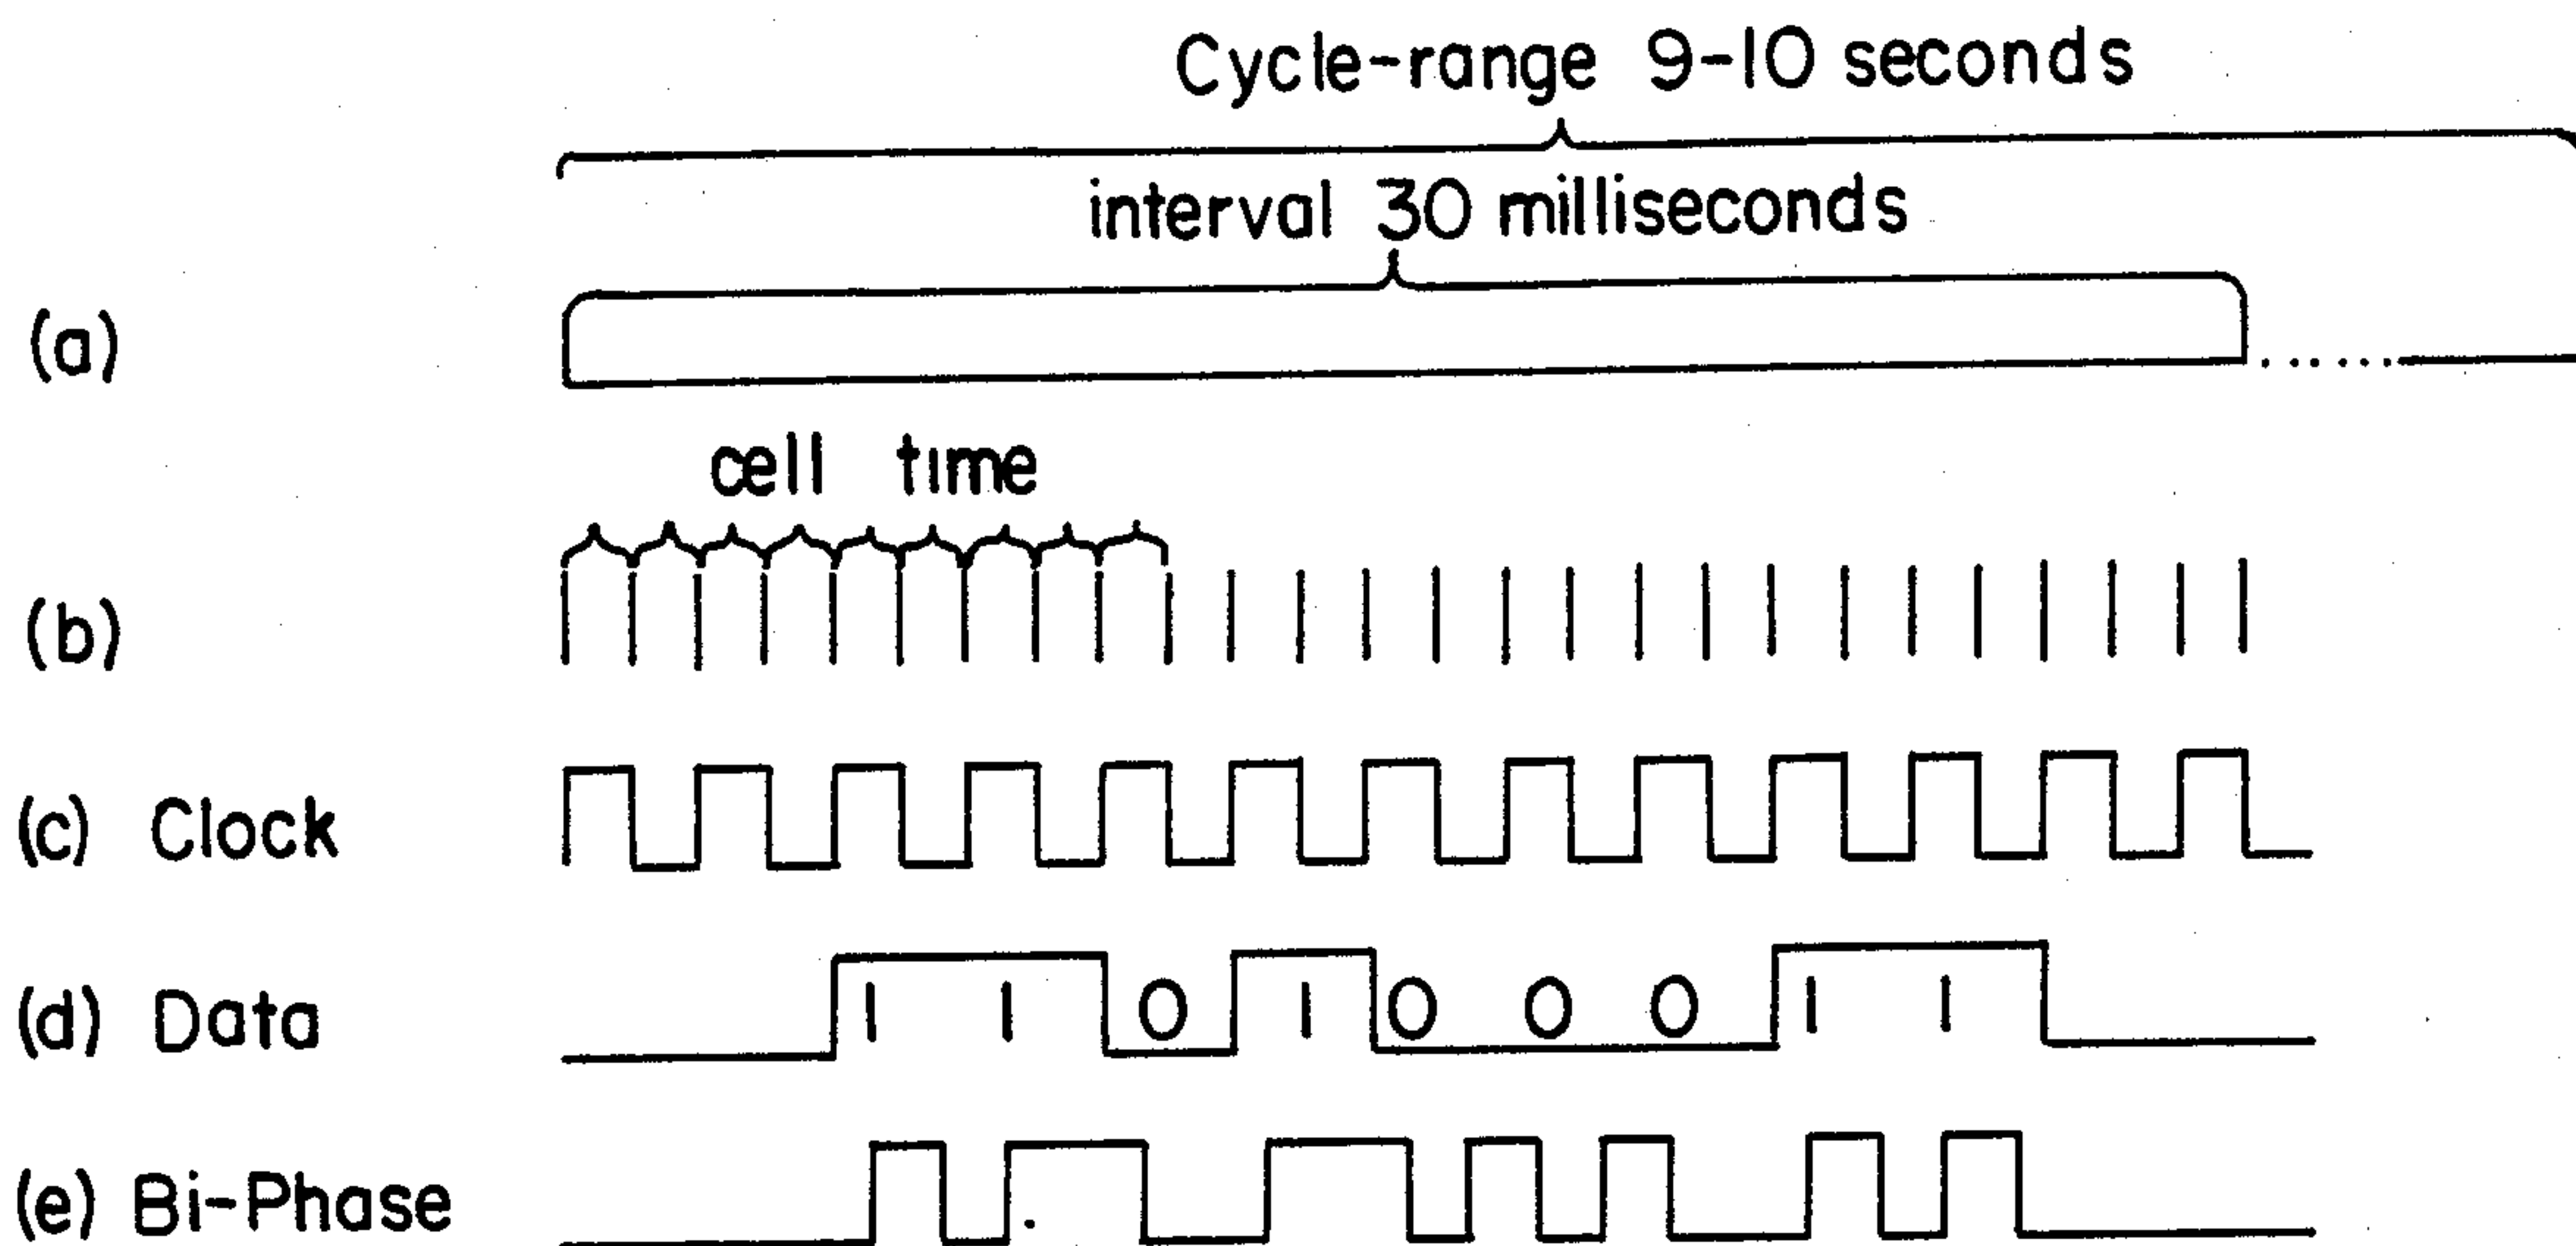 Cycle-range 9-10 seconds
interval 30 milliseconds
(a)
cell time
(b)
(c) Clock
(d) Data 1 1 0 1 0 0 0 1 1
(e) Bi-Phase